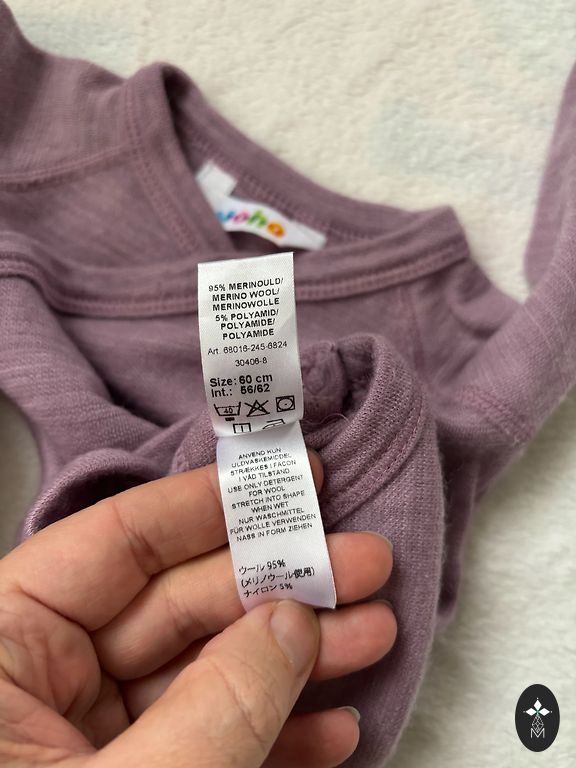 95% MERINOULD/
MERINO WOOL/
MERINOWOLLE
5% POLYAMID/
POLYAMIDE/
POLYAMIDE
Art. 68016-245-6824
30406-8
Size: 60 cm
Int.: 56/62
40
ANVEND KUN
ULDVASKEMIDDEL
STRÆKKES I FACON
I VÅD TILSTAND
USE ONLY DETERGENT
FOR WOOL
STRETCH INTO SHAPE
WHEN WET
NUR WASCHMITTEL
FÜR WOLLE VERWENDEN
NASS IN FORM ZIEHEN
ウール 95%
(メリノウール使用)
ナイロン 5%
M